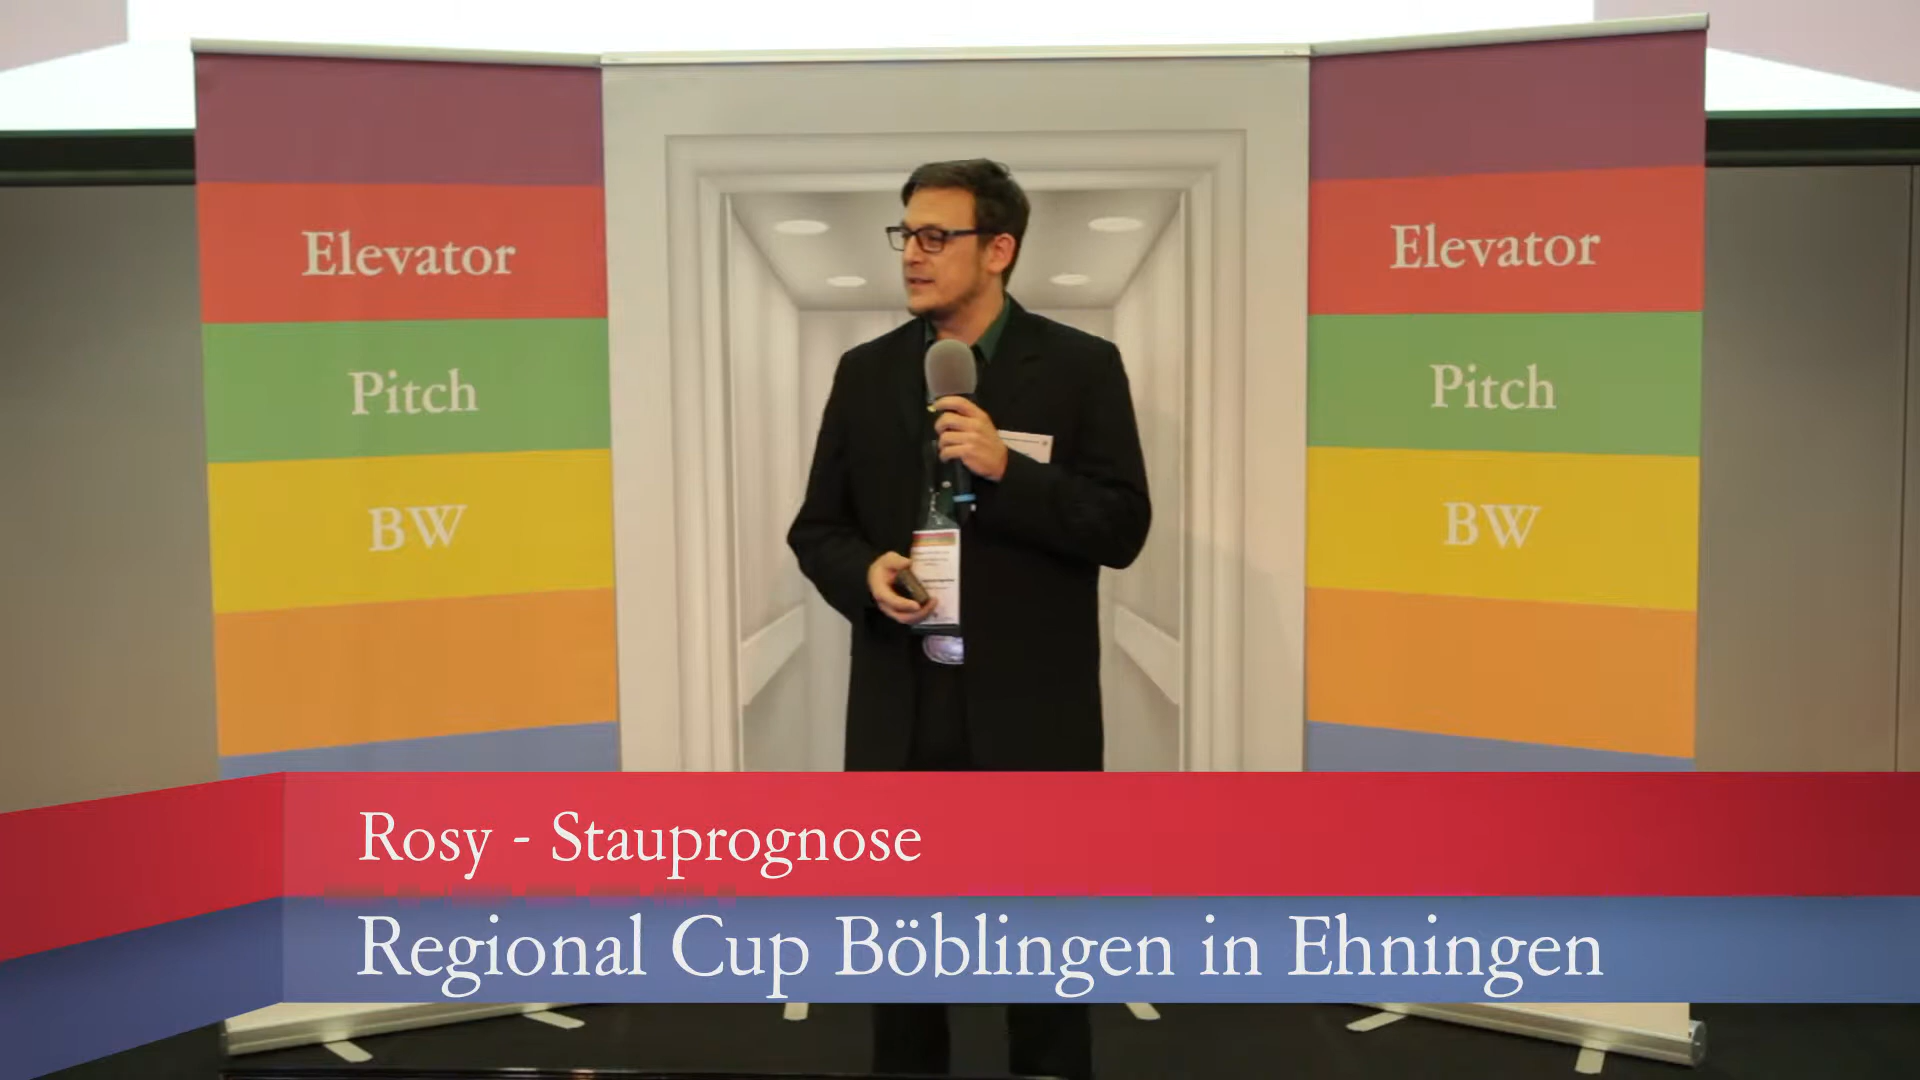 Elevator
Pitch
BW
Elevator
Pitch
BW
Rosy - Stauprognose
Regional Cup Böblingen in Ehningen